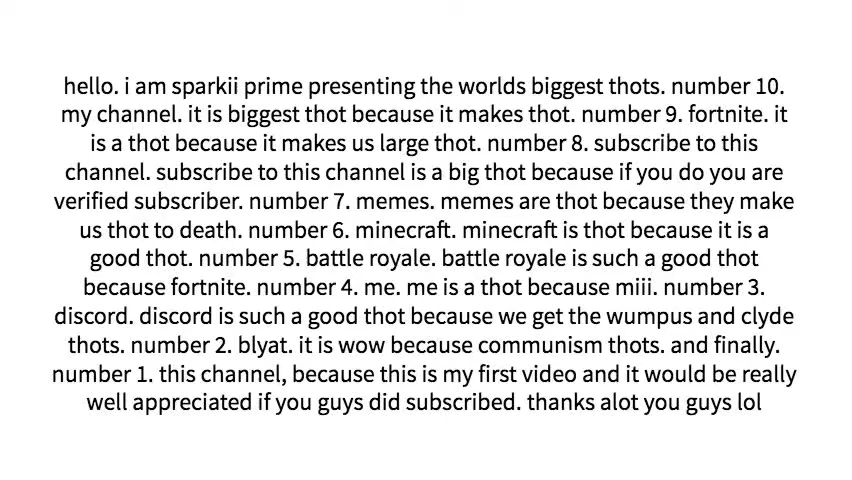 hello. i am sparkii prime presenting the worlds biggest thots. number 10.
my channel. it is biggest thot because it makes thot. number 9. fortnite. it
is a thot because it makes us large thot. number 8. subscribe to this
channel. subscribe to this channel is a big thot because if you do you are
verified subscriber. number 7. memes. memes are thot because they make
us thot to death. number 6. minecraft. minecraft is thot because it is a
good thot. number 5. battle royale. battle royale is such a good thot
because fortnite. number 4. me. me is a thot because miii. number 3.
discord. discord is such a good thot because we get the wumpus and clyde
thots. number 2. blyat. it is wow because communism thots. and finally.
number 1. this channel, because this is my first video and it would be really
well appreciated if you guys did subscribed. thanks alot you guys lol